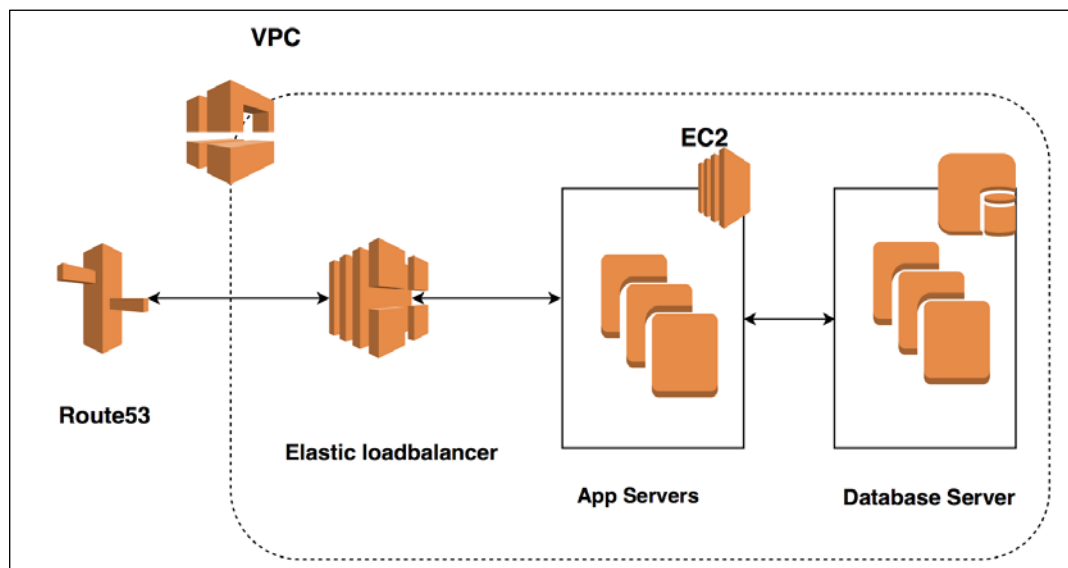 VPC
EC2
Route53
Elastic loadbalancer
App Servers
Database Server